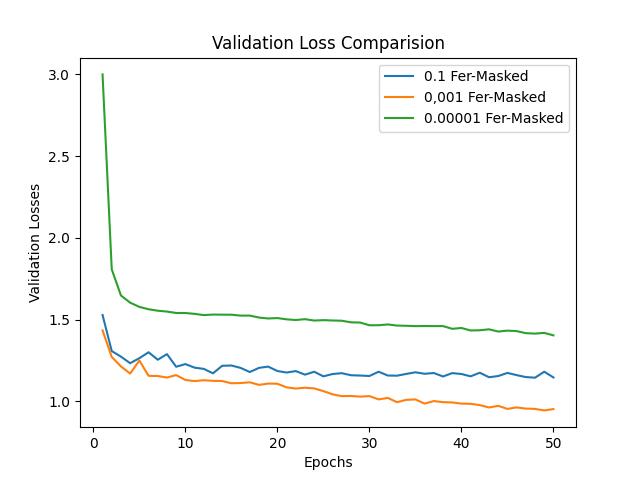 Validation Loss Comparision
3.0
2.5
2.0
1.5
1.0
Validation Losses
0.1 Fer-Masked
0,001 Fer-Masked
0.00001 Fer-Masked
0 10 20 30 40 50
Epochs